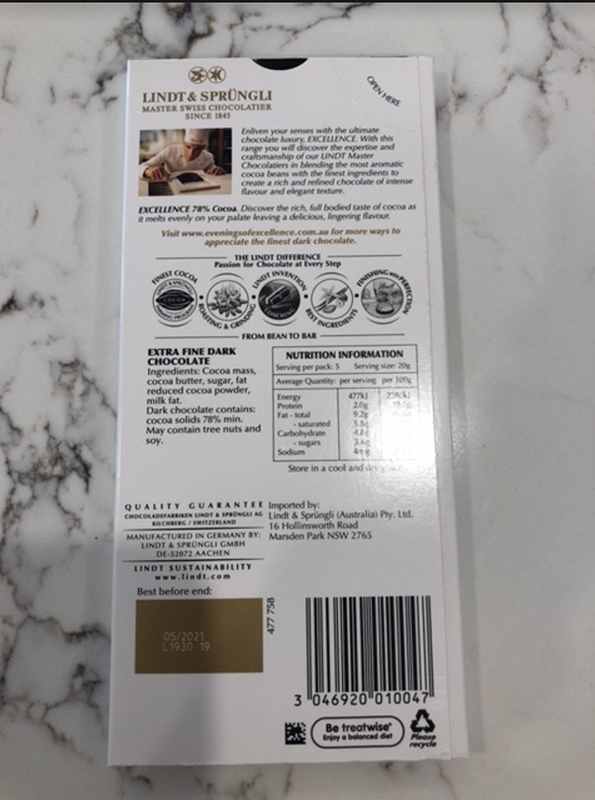 LINDT & SPRÜNGLI
MASTER SWISS CHOCOLATIER
SINCE 1845
OPEN HERE
Enliven your senses with the ultimate
chocolate luxury, EXCELLENCE. With this
range you will discover the expertise and
craftsmanship of our LINDT Master
Chocolatiers in blending the most aromatic
cocoa beans with the finest ingredients to
create a rich and refined chocolate of intense
flavour and elegant texture.
EXCELLENCE 78% Cocoa. Discover the rich, full bodied taste of cocoa as
it melts evenly on your palate leaving a delicious, lingering flavour.
Visit www.eveningsofexcellence.com.au for more ways to
appreciate the finest dark chocolate.
THE LINDT DIFFERENCE
Passion for Chocolate at Every Step
FINEST COCOA
COCOA
ROASTING & GRINDING
LINDT INVENTION
CONCHING
BEST INGREDIENTS
FINISHING with PERFECTION
FROM BEAN TO BAR
EXTRA FINE DARK
CHOCOLATE
Ingredients: Cocoa mass,
cocoa butter, sugar, fat
reduced cocoa powder,
milk fat.
Dark chocolate contains:
cocoa solids 78% min.
May contain tree nuts and
soy.
NUTRITION INFORMATION
Serving per pack: 5 Serving size: 20g
Average Quantity: per serving per 100g
Energy 477kJ
Protein 2.0g
Fat - total 9.2g
- saturated
Carbohydrate
- sugars
Sodium
Store in a cool and dry
QUALITY GUARANTEE
CHOCOLADEFABRIKEN LINDT & SPRÜNGLI AG
KILCHBERG / SWITZERLAND
MANUFACTURED IN GERMANY BY:
LINDT & SPRÜNGLI GMBH
DE-52072 AACHEN
LINDT SUSTAINABILITY
www.lindt.com
Imported by:
Lindt & Sprüngli (Australia) Pty. Ltd.
16 Hollinsworth Road
Marsden Park NSW 2765
Best before end:
05/2021
L1930 19
477 758
3 046920 010047
Be treatwise
Enjoy a balanced diet
Please
recycle